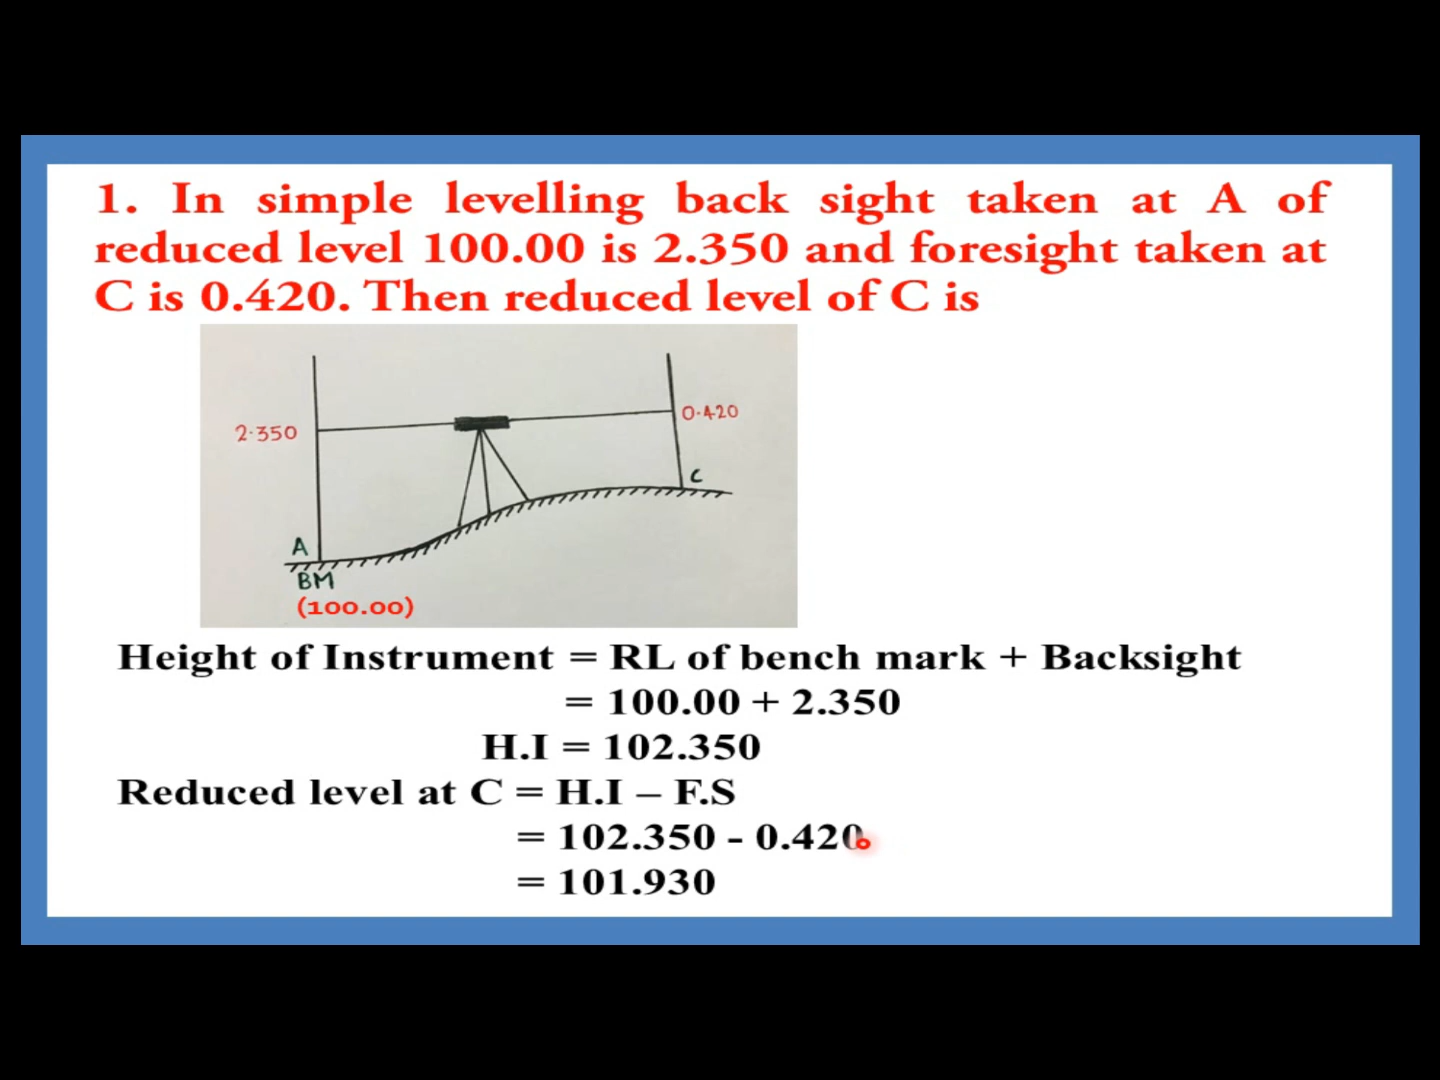 1. In simple levelling back sight taken at A of
reduced level 100.00 is 2.350 and foresight taken at
C is 0.420. Then reduced level of C is
2.350
0.420
C
A
BM
(100.00)
Height of Instrument = RL of bench mark + Backsight
= 100.00 + 2.350
H.I = 102.350
Reduced level at C = H.I – F.S
= 102.350 - 0.420
= 101.930